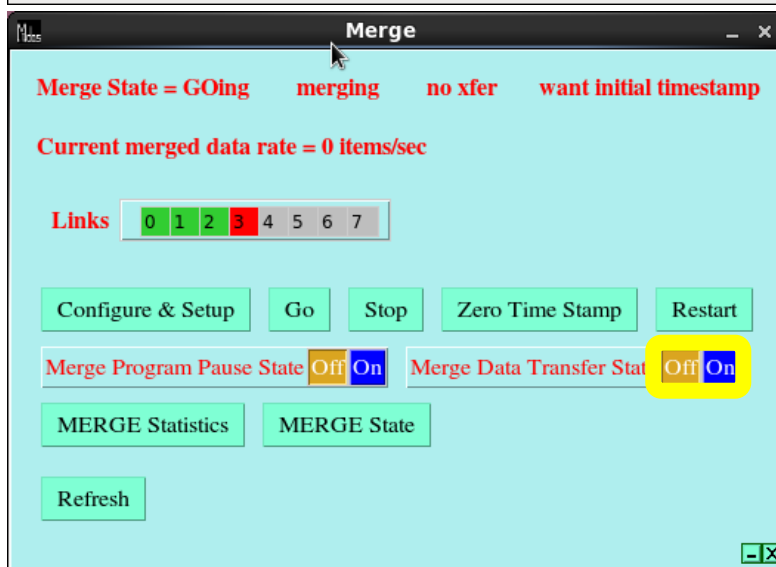 Merge
Merge State = GOing merging no xfer want initial timestamp
Current merged data rate = 0 items/sec
Links 0 1 2 3 4 5 6 7
Configure & Setup Go Stop Zero Time Stamp Restart
Merge Program Pause State Off On Merge Data Transfer Stat Off On
MERGE Statistics MERGE State
Refresh